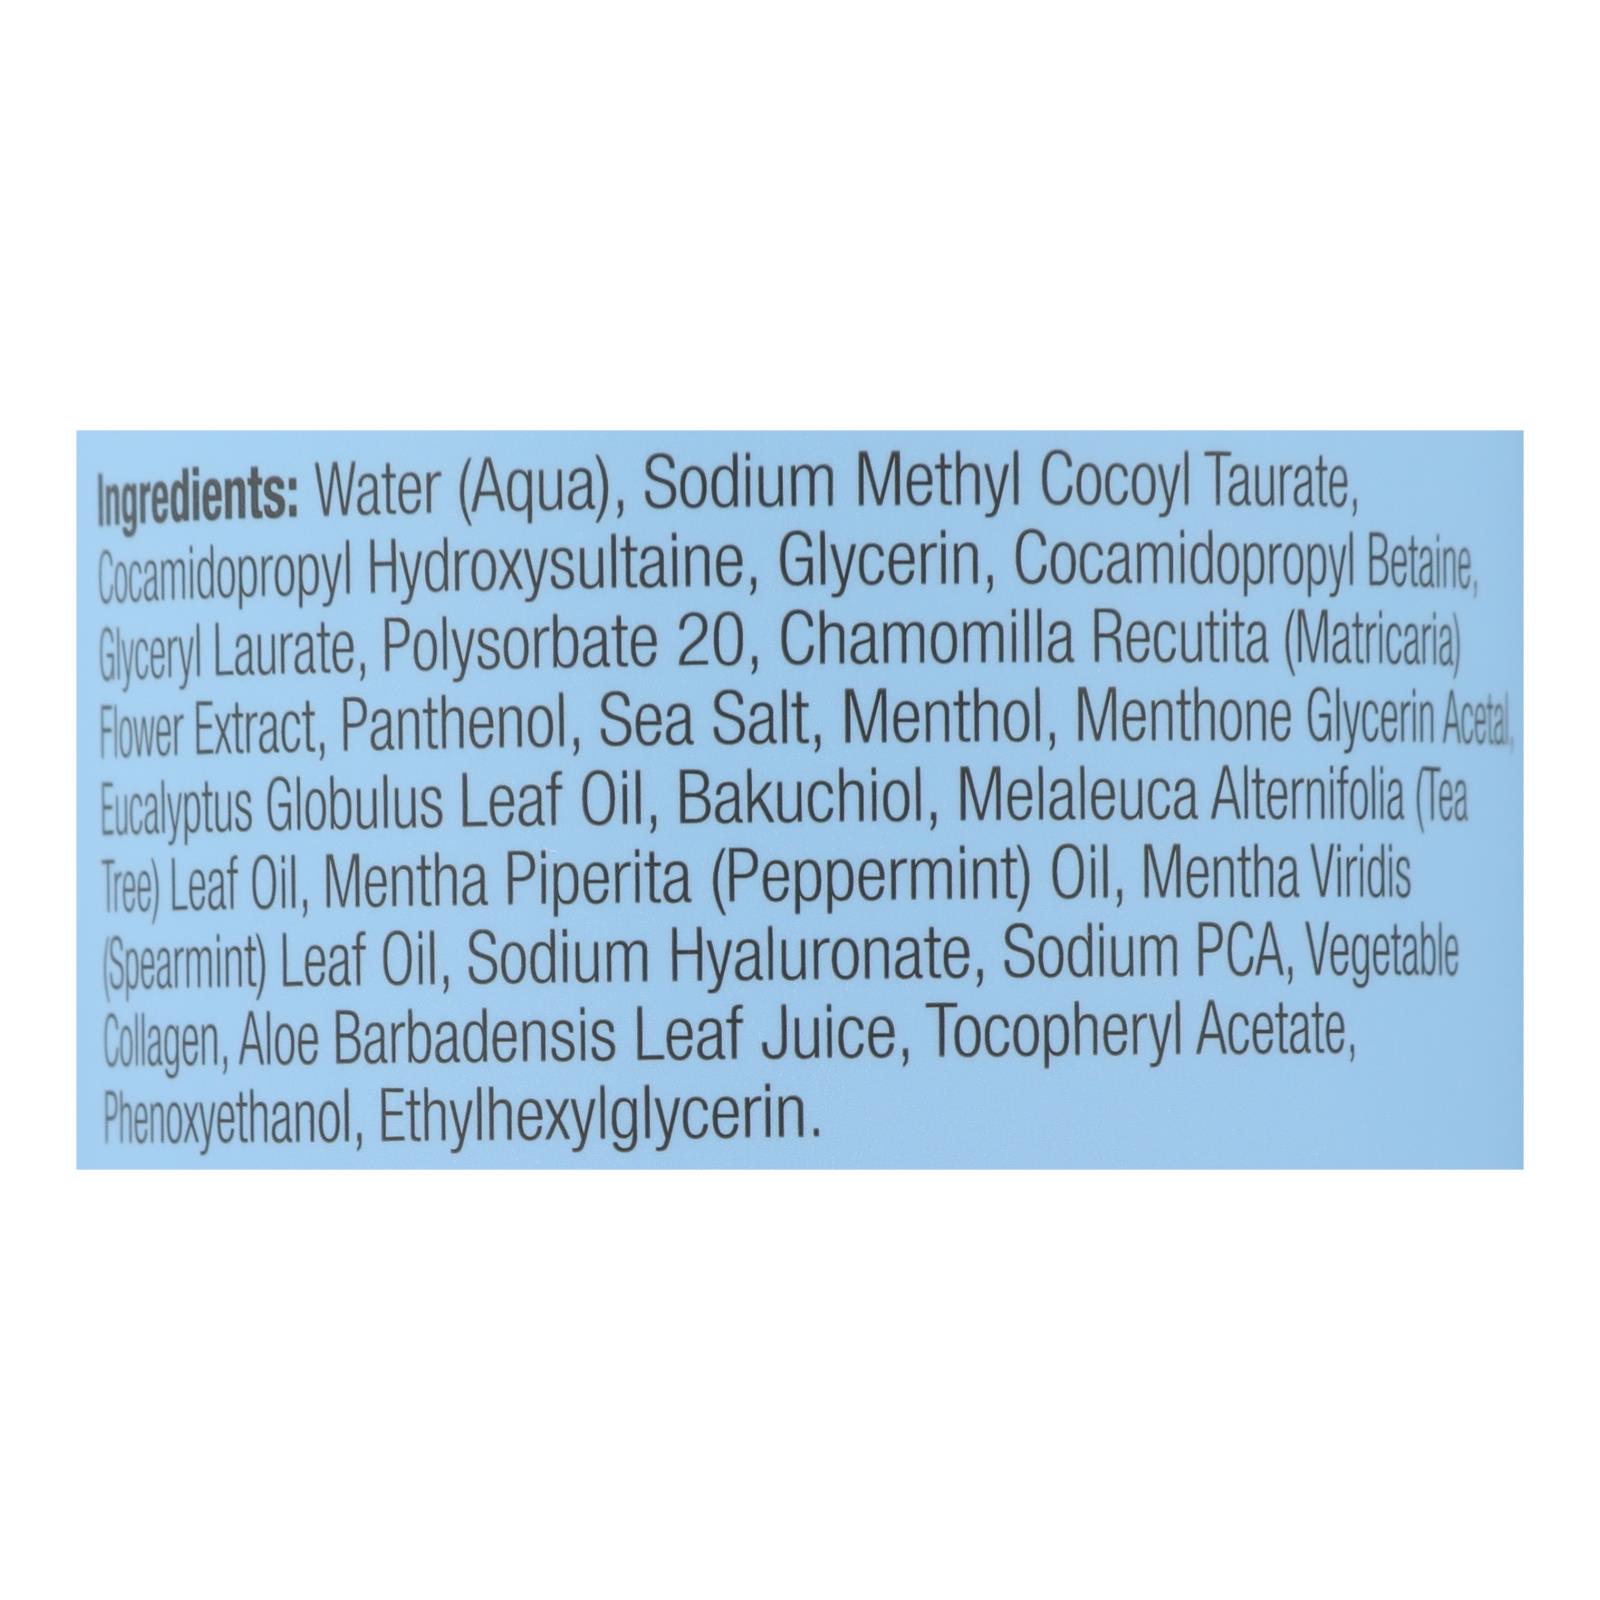 Ingredients: Water (Aqua), Sodium Methyl Cocoyl Taurate,
Cocamidopropyl Hydroxysultaine, Glycerin, Cocamidopropyl Betaine,
Glyceryl Laurate, Polysorbate 20, Chamomilla Recutita (Matricaria)
Flower Extract, Panthenol, Sea Salt, Menthol, Menthone Glycerin Acetal,
Eucalyptus Globulus Leaf Oil, Bakuchiol, Melaleuca Alternifolia (Tea
Tree) Leaf Oil, Mentha Piperita (Peppermint) Oil, Mentha Viridis
(Spearmint) Leaf Oil, Sodium Hyaluronate, Sodium PCA, Vegetable
Collagen, Aloe Barbadensis Leaf Juice, Tocopheryl Acetate,
Phenoxyethanol, Ethylhexylglycerin.